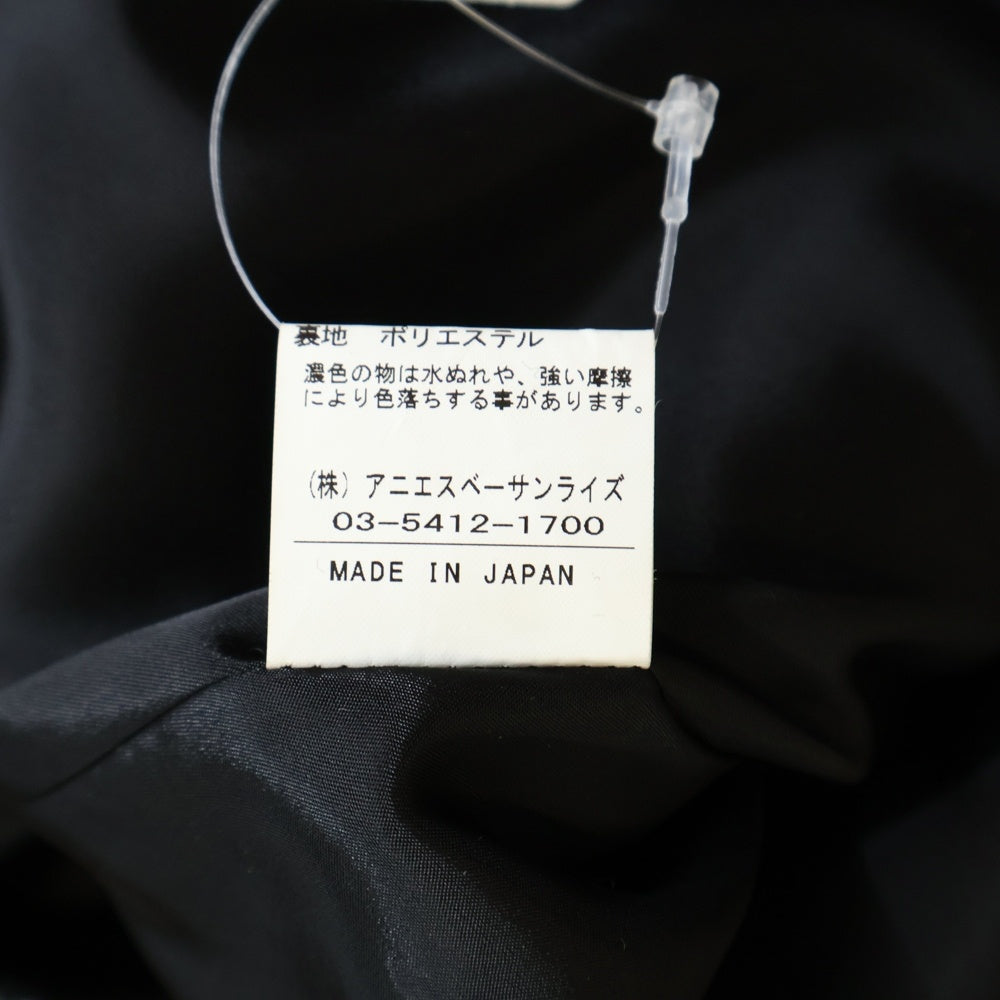 裏地　ポリエステル
濃色の物は水ぬれや、強い摩擦
により色落ちする事があります。
(株) アニエスベーサンライズ
03-5412-1700
MADE IN JAPAN